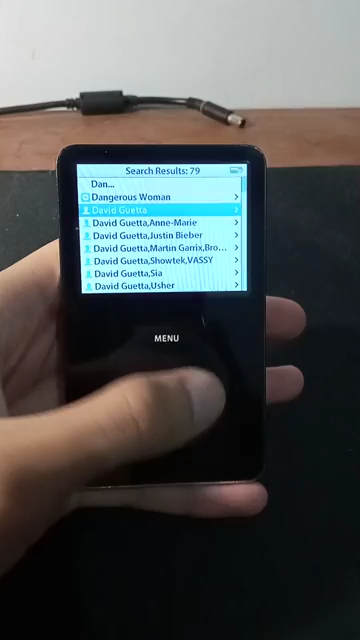 Search Results: 79
Dan...
Dangerous Woman
David Guetta
David Guetta,Anne-Marie
David Guetta,Justin Bieber
David Guetta,Martin Garrix,Bro...
David Guetta,Showtek,VASSY
David Guetta,Sia
David Guetta,Usher
MENU